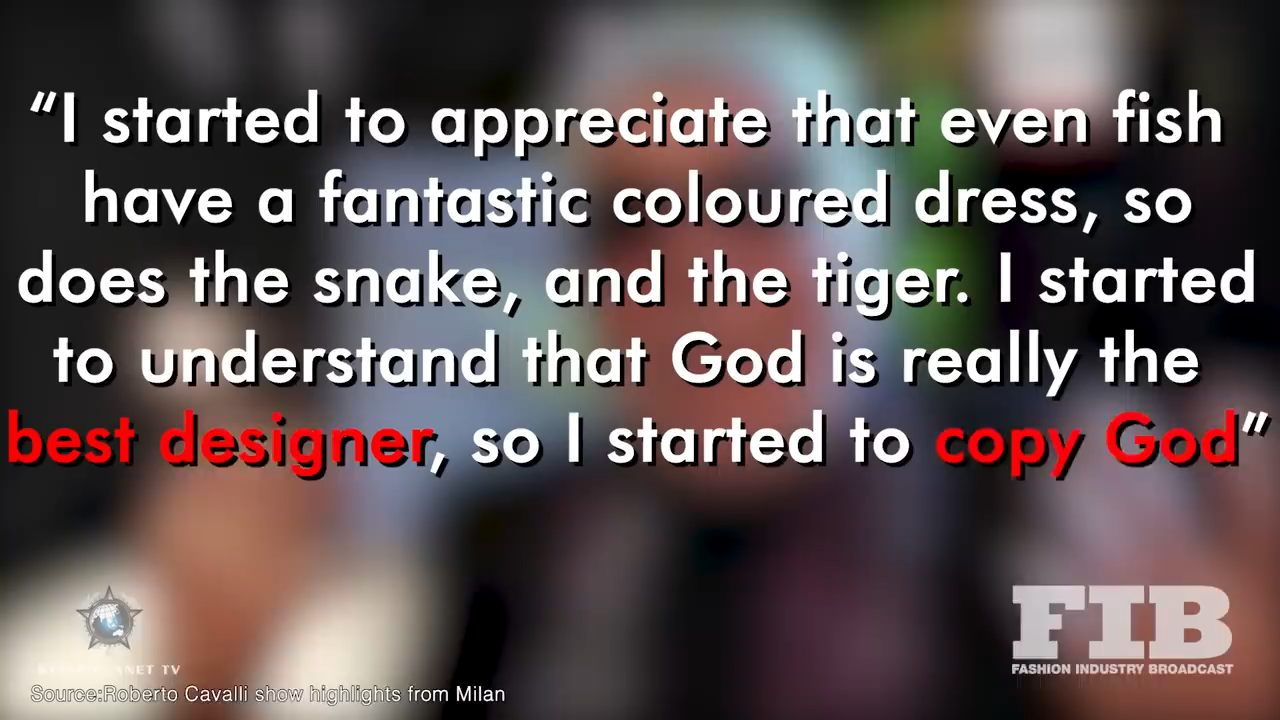 “I started to appreciate that even fish
have a fantastic coloured dress, so
does the snake, and the tiger. I started
to understand that God is really the
best designer, so I started to copy God”
FIB
FASHION INDUSTRY BROADCAST
TV
Source:Roberto Cavalli show highlights from Milan